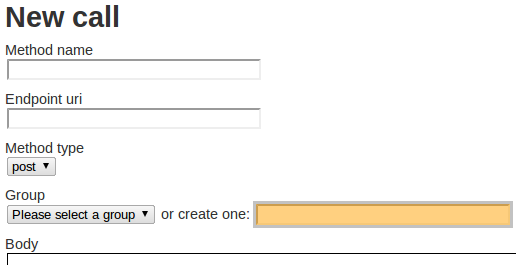 New call
Method name
Endpoint uri
Method type
post
Group
Please select a group or create one:
Body